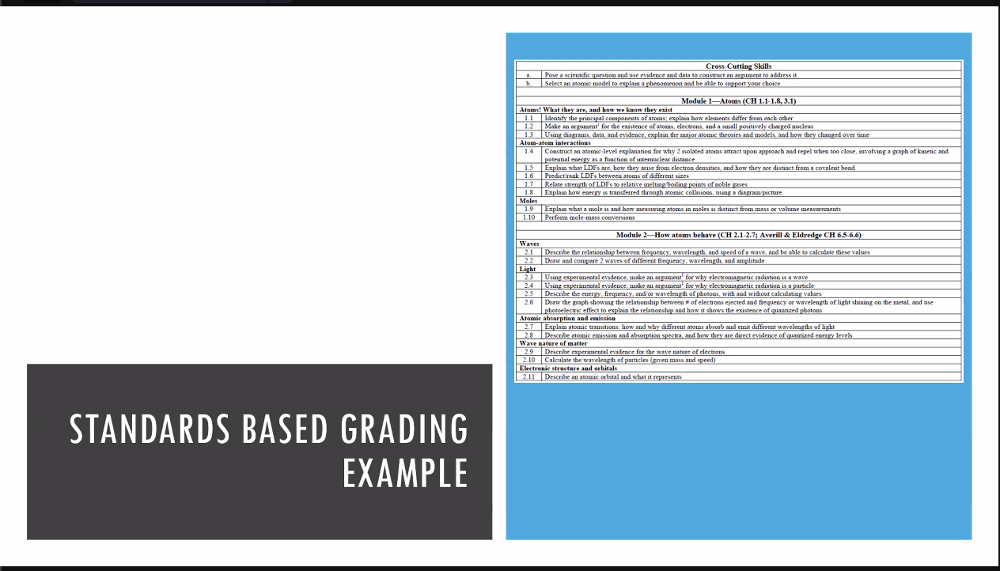 Cross-Cutting Skills
a. Pose a scientific question and use evidence and data to construct an argument to address it
b. Select an atomic model to explain a phenomenon and be able to support your choice
Module 1—Atoms (CH 1.1-1.8, 3.1)
Atoms! What they are, and how we know they exist
1.1 Identify the principal components of atoms; explain how elements differ from each other
1.2 Make an argument¹ for the existence of atoms, electrons, and a small positively charged nucleus
1.3 Using diagrams, data, and evidence, explain the major atomic theories and models, and how they changed over time
Atom-atom interactions
1.4 Construct an atomic-level explanation for why 2 isolated atoms attract upon approach and repel when too close, involving a graph of kinetic and
potential energy as a function of internuclear distance
1.5 Explain what LDFs are, how they arise from electron densities, and how they are distinct from a covalent bond
1.6 Predict/rank LDFs between atoms of different sizes
1.7 Relate strength of LDFs to relative melting/boiling points of noble gases
1.8 Explain how energy is transferred through atomic collisions, using a diagram/picture
Moles
1.9 Explain what a mole is and how measuring atoms in moles is distinct from mass or volume measurements
1.10 Perform mole-mass conversions
Module 2—How atoms behave (CH 2.1-2.7; Averill & Eldredge CH 6.5-6.6)
Waves
2.1 Describe the relationship between frequency, wavelength, and speed of a wave, and be able to calculate these values
2.2 Draw and compare 2 waves of different frequency, wavelength, and amplitude
Light
2.3 Using experimental evidence, make an argument¹ for why electromagnetic radiation is a wave
2.4 Using experimental evidence, make an argument¹ for why electromagnetic radiation is a particle
2.5 Describe the energy, frequency, and/or wavelength of photons, with and without calculating values
2.6 Draw the graph showing the relationship between # of electrons ejected and frequency or wavelength of light shining on the metal, and use
photoelectric effect to explain the relationship and how it shows the existence of quantized photons
Atomic absorption and emission
2.7 Explain atomic transitions: how and why different atoms absorb and emit different wavelengths of light
2.8 Describe atomic emission and absorption spectra, and how they are direct evidence of quantized energy levels
Wave nature of matter
2.9 Describe experimental evidence for the wave nature of electrons
2.10 Calculate the wavelength of particles (given mass and speed)
Electronic structure and orbitals
2.11 Describe an atomic orbital and what it represents
STANDARDS BASED GRADING
EXAMPLE